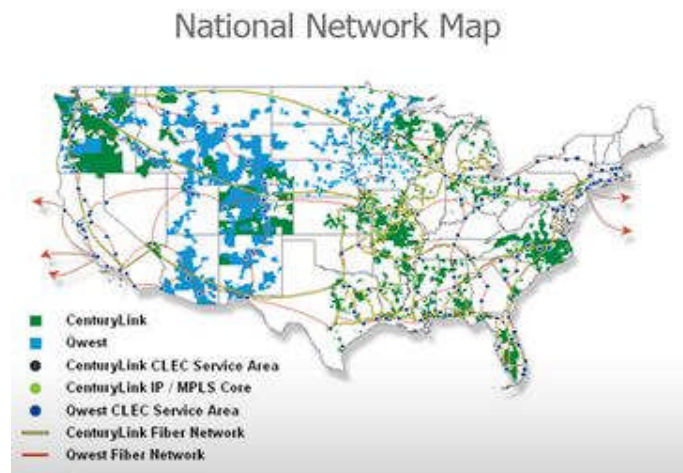 National Network Map
CenturyLink
Qwest
CenturyLink CLEC Service Area
CenturyLink IP / MPLS Core
Qwest CLEC Service Area
CenturyLink Fiber Network
Qwest Fiber Network